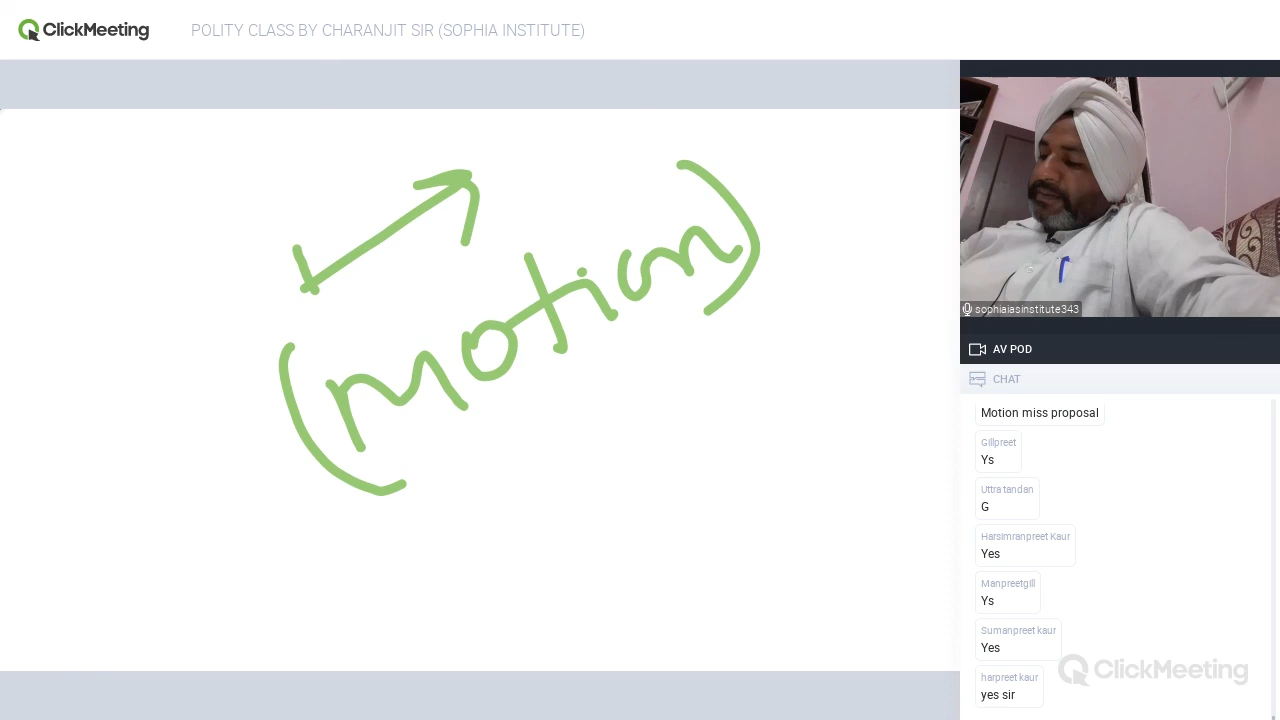 ClickMeeting
POLITY CLASS BY CHARANJIT SIR (SOPHIA INSTITUTE)
(Motion)
sophiaiasinstitute343
AV POD
CHAT
Motion miss proposal
Gillpreet
Ys
Uttra tandan
G
Harsimranpreet Kaur
Yes
Manpreetgill
Ys
Sumanpreet kaur
Yes
harpreet kaur
yes sir
ClickMeeting